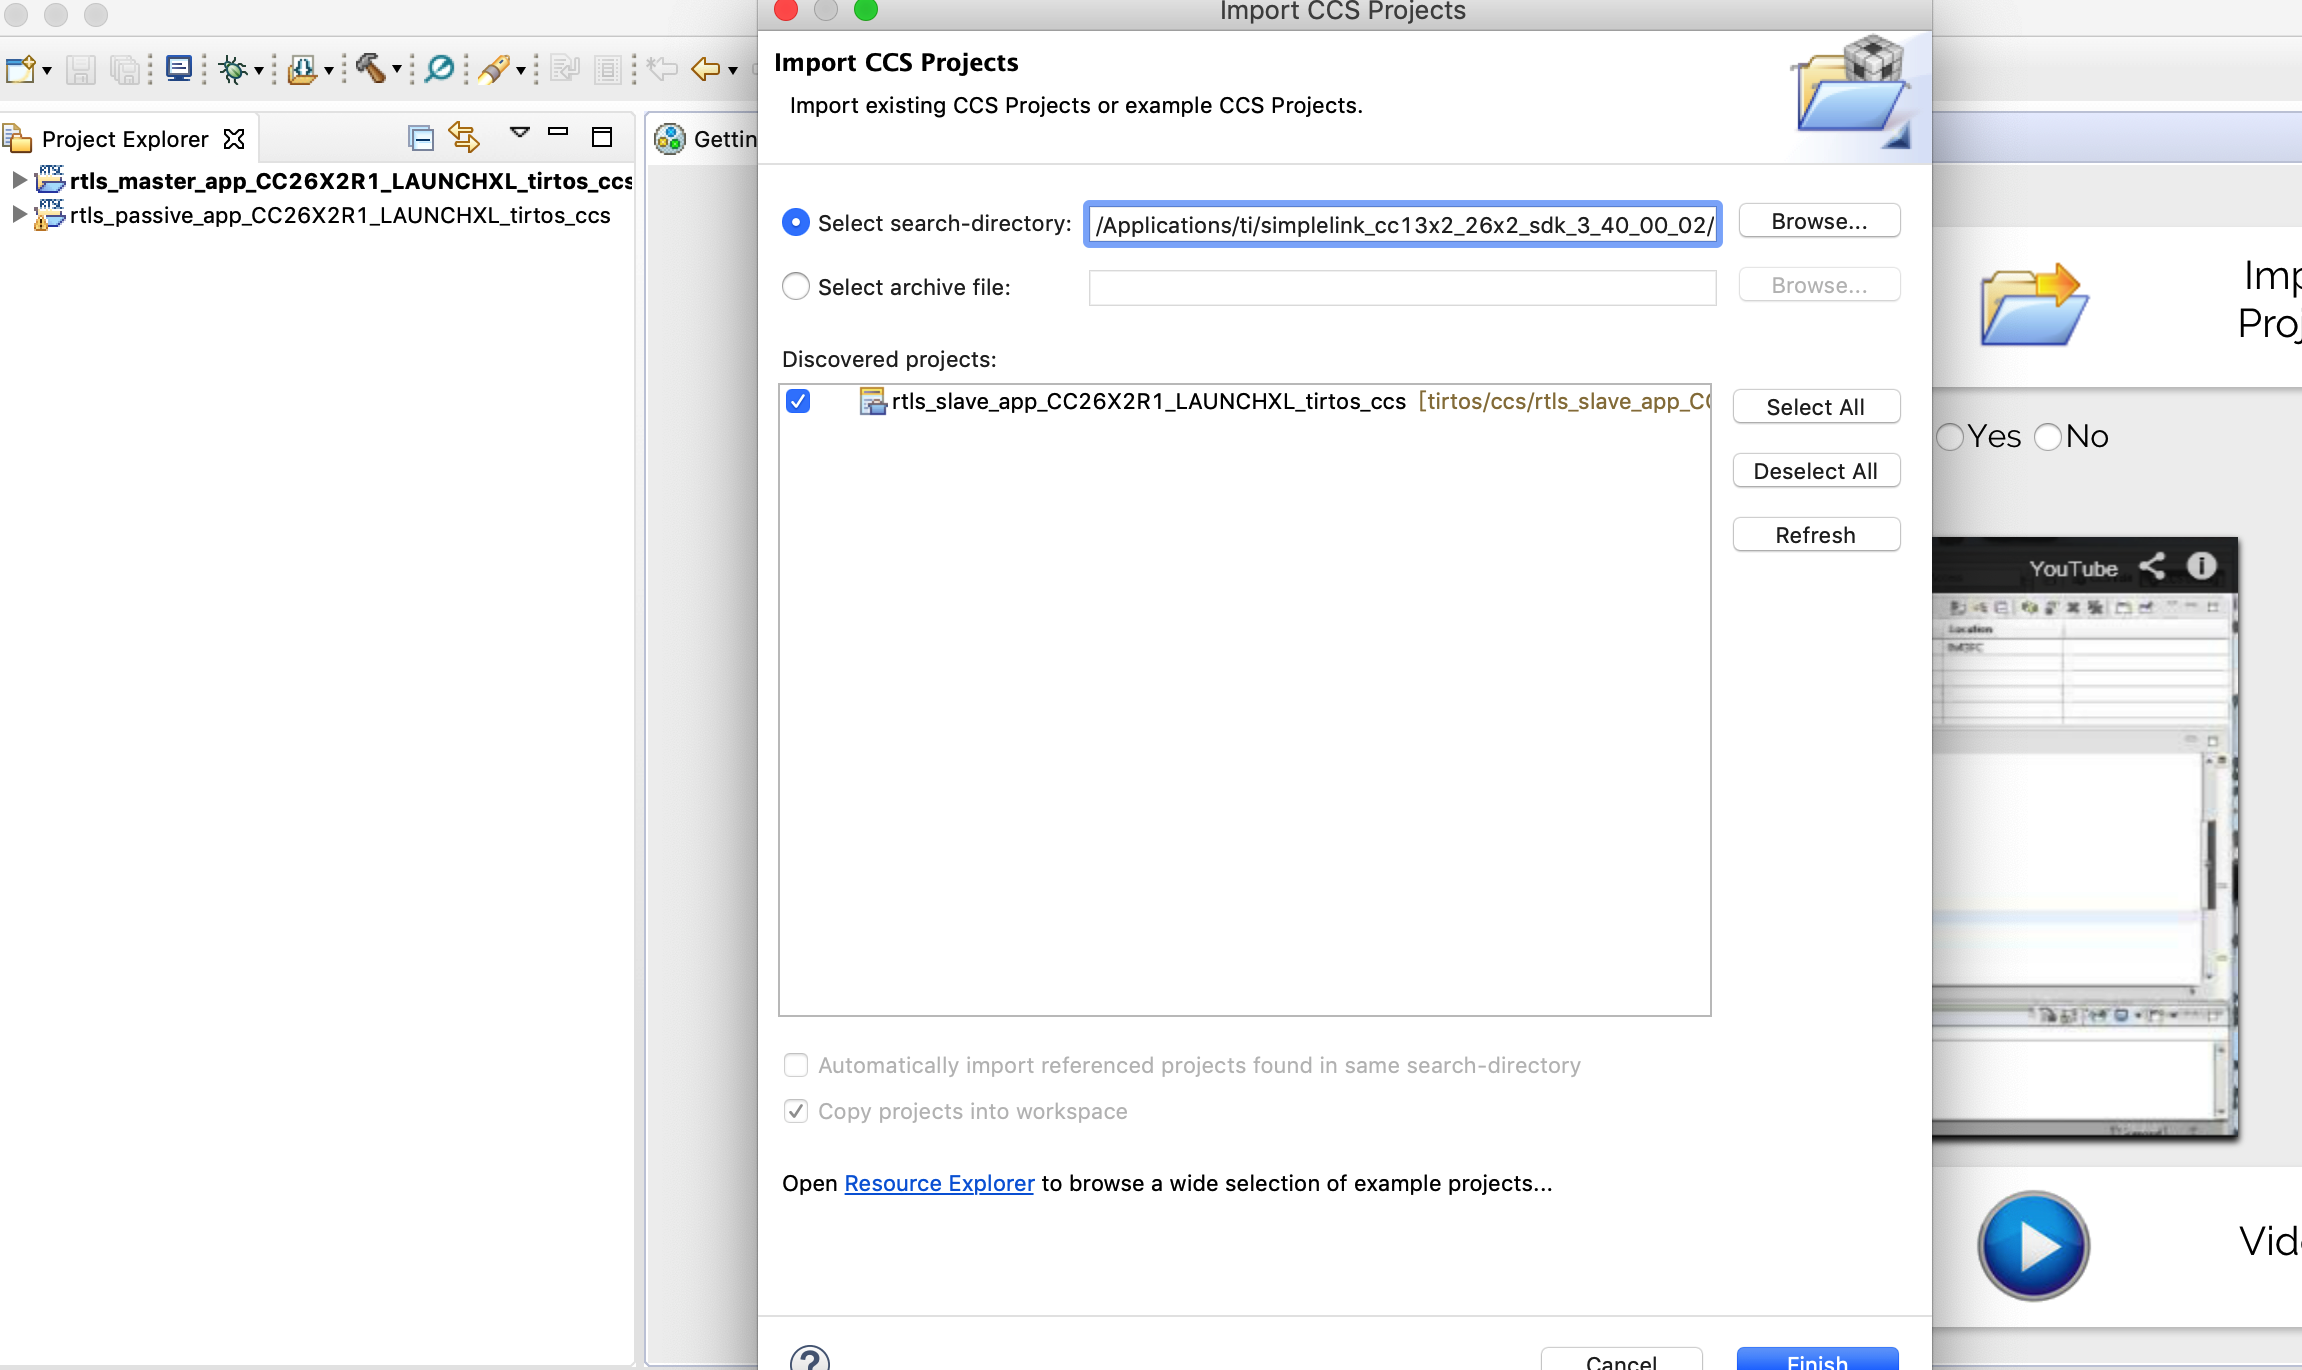 Import CCS Projects
Import CCS Projects
Import existing CCS Projects or example CCS Projects.
Project Explorer
Gettin
RTSC
rtls_master_app_CC26X2R1_LAUNCHXL_tirtos_ccs
RTSC
rtls_passive_app_CC26X2R1_LAUNCHXL_tirtos_ccs
Select search-directory:
/Applications/ti/simplelink_cc13x2_26x2_sdk_3_40_00_02/
Browse...
Select archive file:
Browse...
Discovered projects:
rtls_slave_app_CC26X2R1_LAUNCHXL_tirtos_ccs [tirtos/ccs/rtls_slave_app_C
Select All
Deselect All
Refresh
Automatically import referenced projects found in same search-directory
Copy projects into workspace
Open Resource Explorer to browse a wide selection of example projects...
?
Cancel
Finish
Imp
Proj
Yes
No
YouTube
Location
Vid